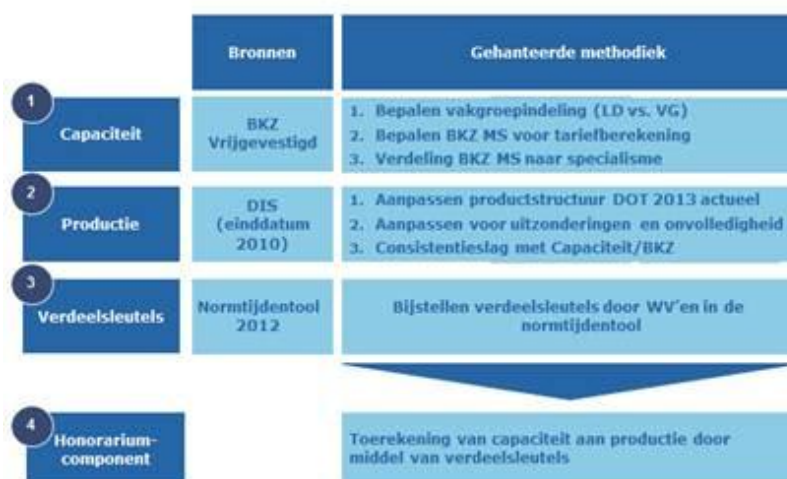 Bronnen
Gehanteerde methodiek
1
Capaciteit
BKZ
Vrijgevestigd
1. Bepalen vakgroepindeling (LD vs. VG)
2. Bepalen BKZ MS voor tariefberekening
3. Verdeling BKZ MS naar specialisme
2
Productie
DIS
(einddatum
2010)
1. Aanpassen productstructuur DOT 2013 actueel
2. Aanpassen voor uitzonderingen en onvolledigheid
3. Consistentieslag met Capaciteit/BKZ
3
Verdeelsleutels
Normtijdentool
2012
Bijstellen verdeelsleutels door WV'en in de
normtijdentool
4
Honorarium-
component
Toerekening van capaciteit aan productie door
middel van verdeelsleutels